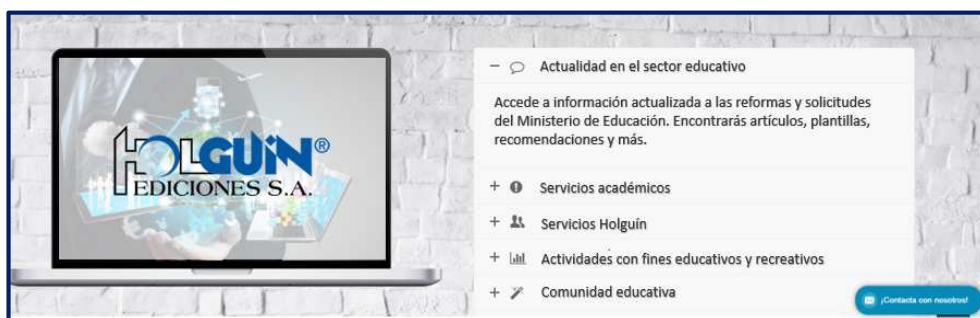 HOLGUIN®
EDICIONES S.A.
− Actualidad en el sector educativo
Accede a información actualizada a las reformas y solicitudes
del Ministerio de Educación. Encontrarás artículos, plantillas,
recomendaciones y más.
+ Servicios académicos
+ Servicios Holguín
+ Actividades con fines educativos y recreativos
+ Comunidad educativa
¡Contacta con nosotros!